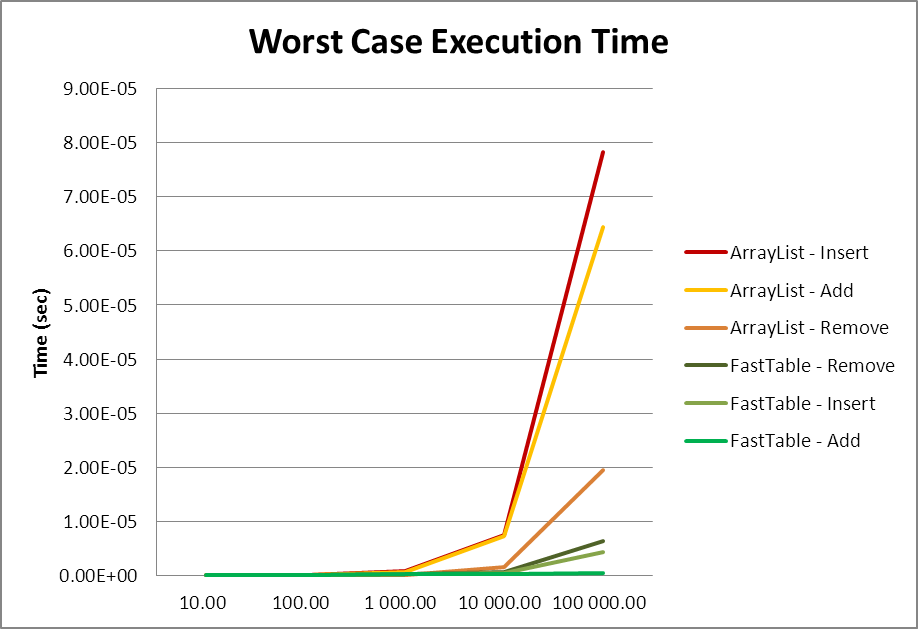 Worst Case Execution Time
9.00E-05
8.00E-05
7.00E-05
6.00E-05
5.00E-05
4.00E-05
3.00E-05
2.00E-05
1.00E-05
0.00E+00
Time (sec)
10.00 100.00 1 000.00 10 000.00 100 000.00
ArrayList - Insert
ArrayList - Add
ArrayList - Remove
FastTable - Remove
FastTable - Insert
FastTable - Add